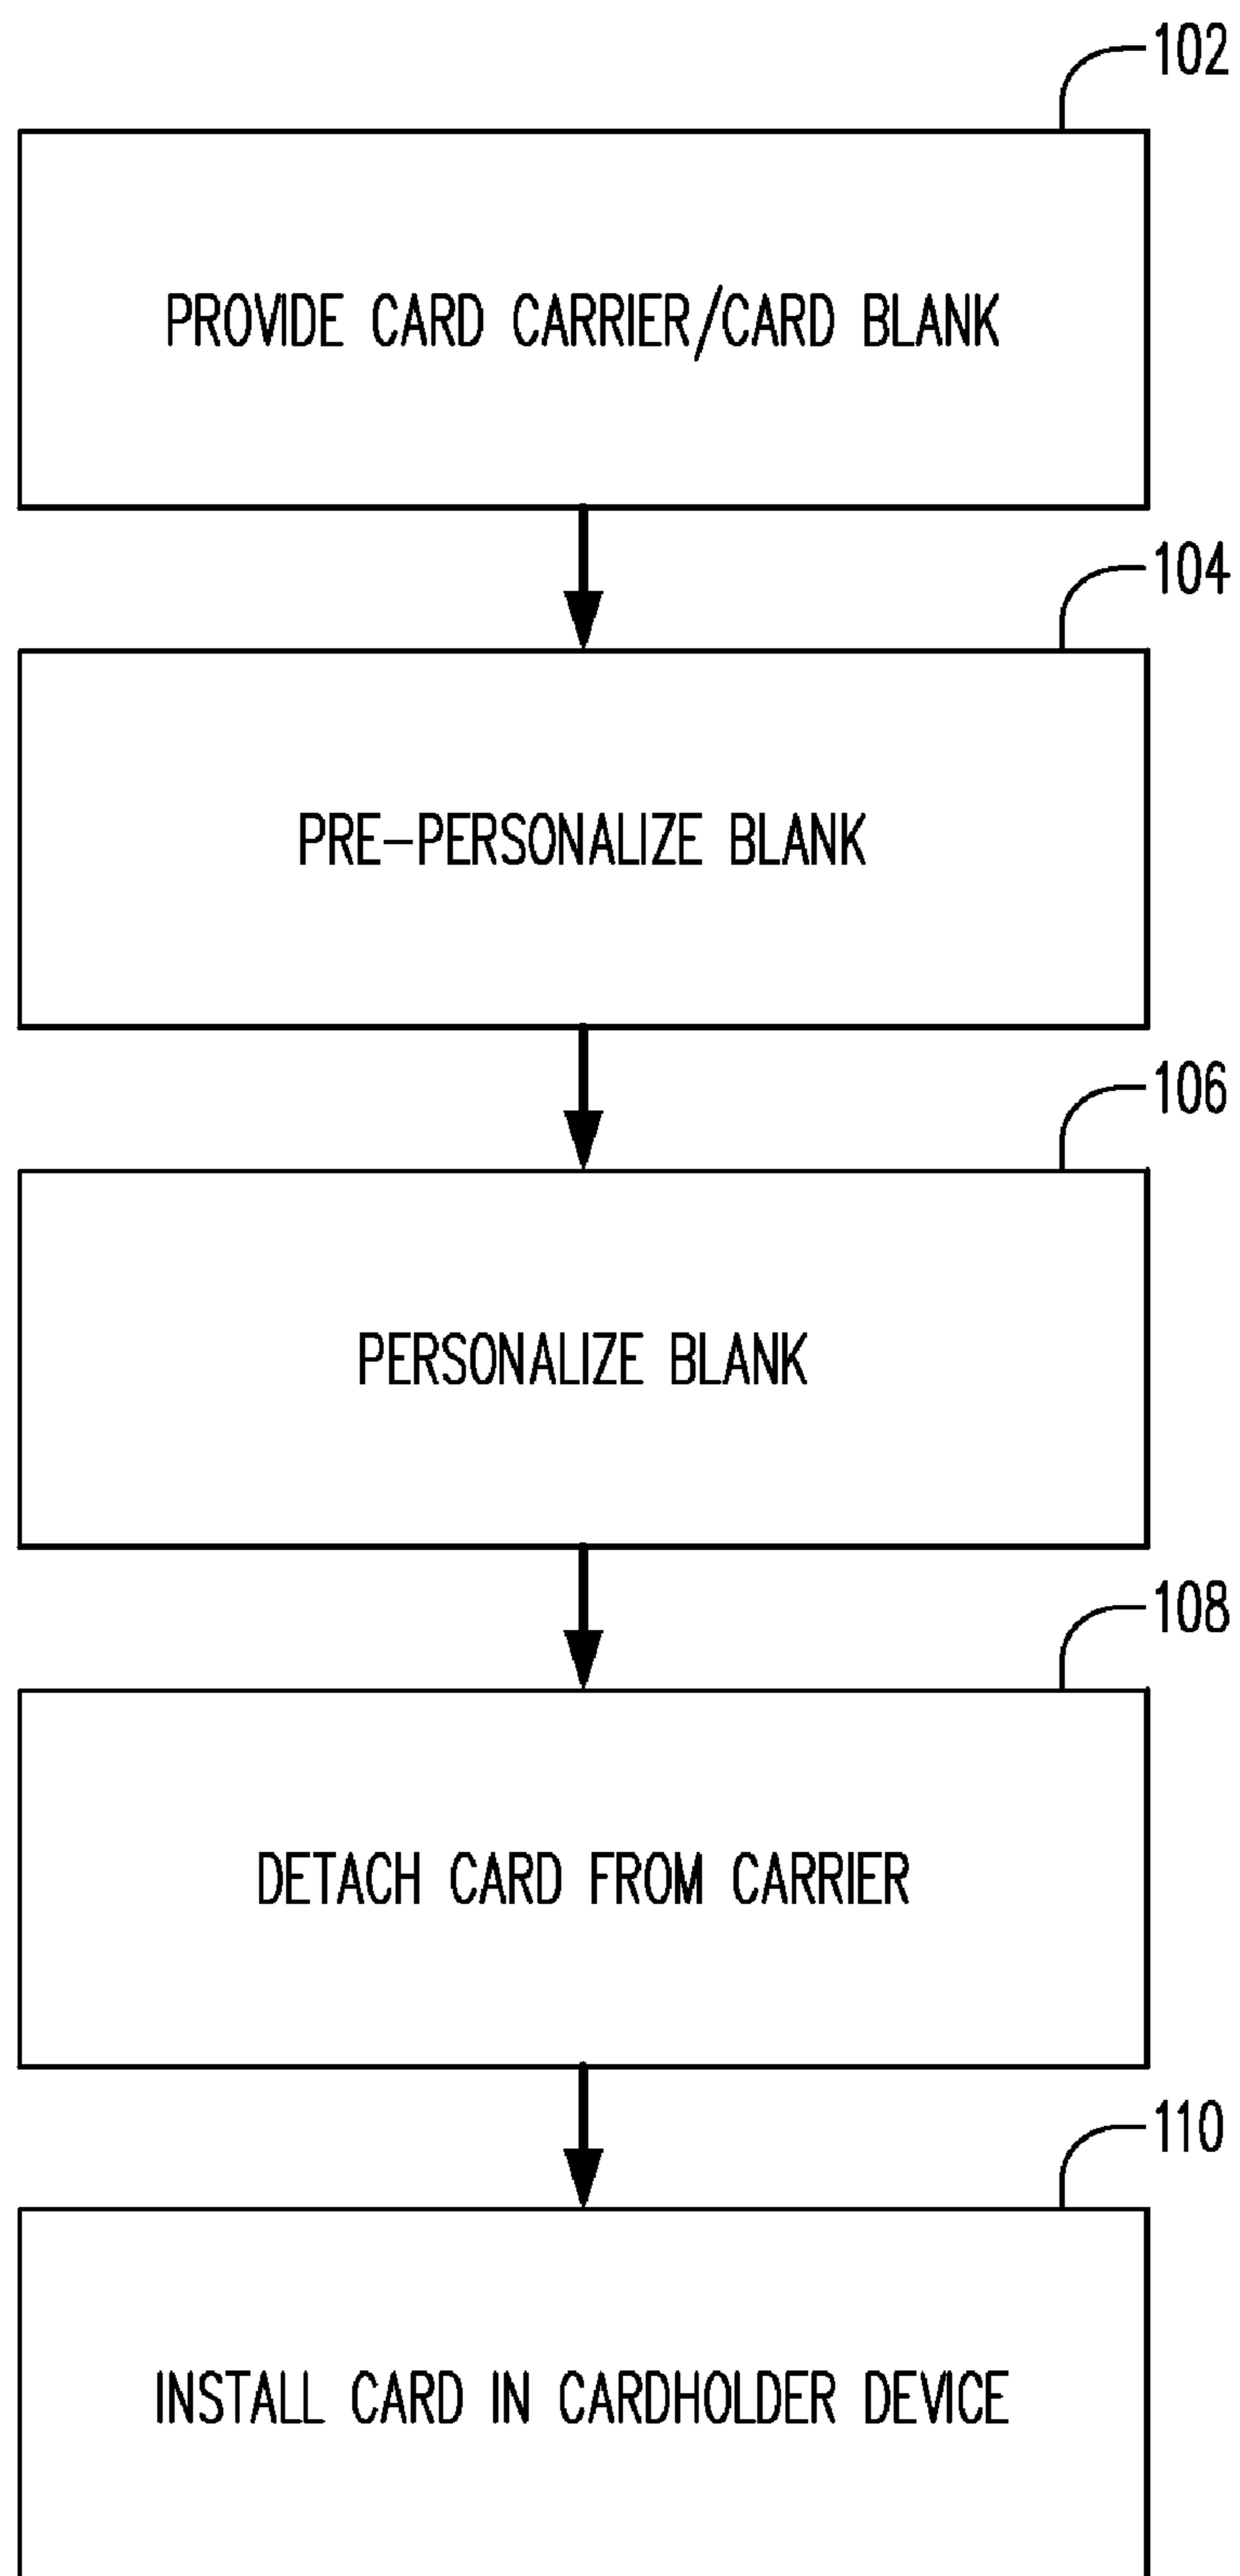 102
PROVIDE CARD CARRIER/CARD BLANK
104
PRE-PERSONALIZE BLANK
106
PERSONALIZE BLANK
108
DETACH CARD FROM CARRIER
110
INSTALL CARD IN CARDHOLDER DEVICE